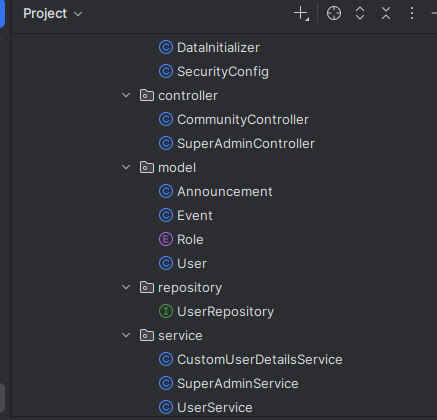 Project
DataInitializer
SecurityConfig
controller
CommunityController
SuperAdminController
model
Announcement
Event
Role
User
repository
UserRepository
service
CustomUserDetailsService
SuperAdminService
UserService